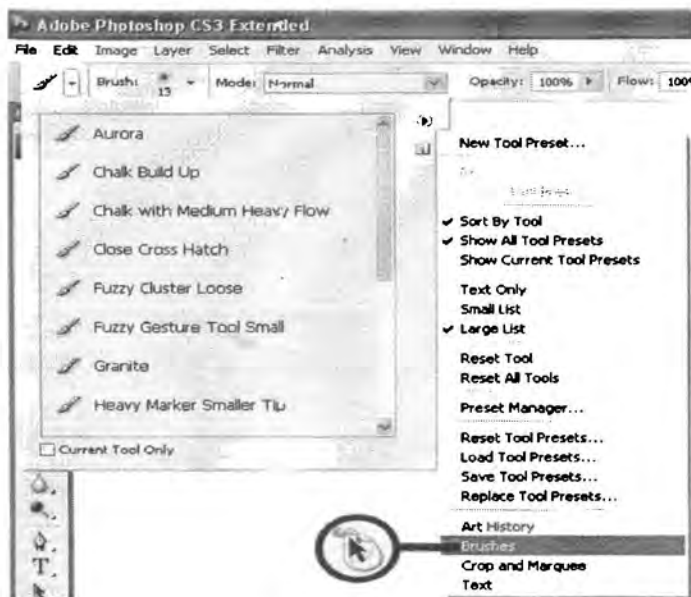 Adobe Photoshop CS3 Extended
File Edit Image Layer Select Filter Analysis View Window Help
Brush: 13 Mode: Normal Opacity: 100% Flow: 100
Aurora
Chalk Build Up
Chalk with Medium Heavy Flow
Close Cross Hatch
Fuzzy Cluster Loose
Fuzzy Gesture Tool Small
Granite
Heavy Marker Smaller Tip
Current Tool Only
New Tool Preset...
Sort By Tool
Show All Tool Presets
Show Current Tool Presets
Text Only
Small List
Large List
Reset Tool
Reset All Tools
Preset Manager...
Reset Tool Presets...
Load Tool Presets...
Save Tool Presets...
Replace Tool Presets...
Art History
Brushes
Crop and Marquee
Text
T